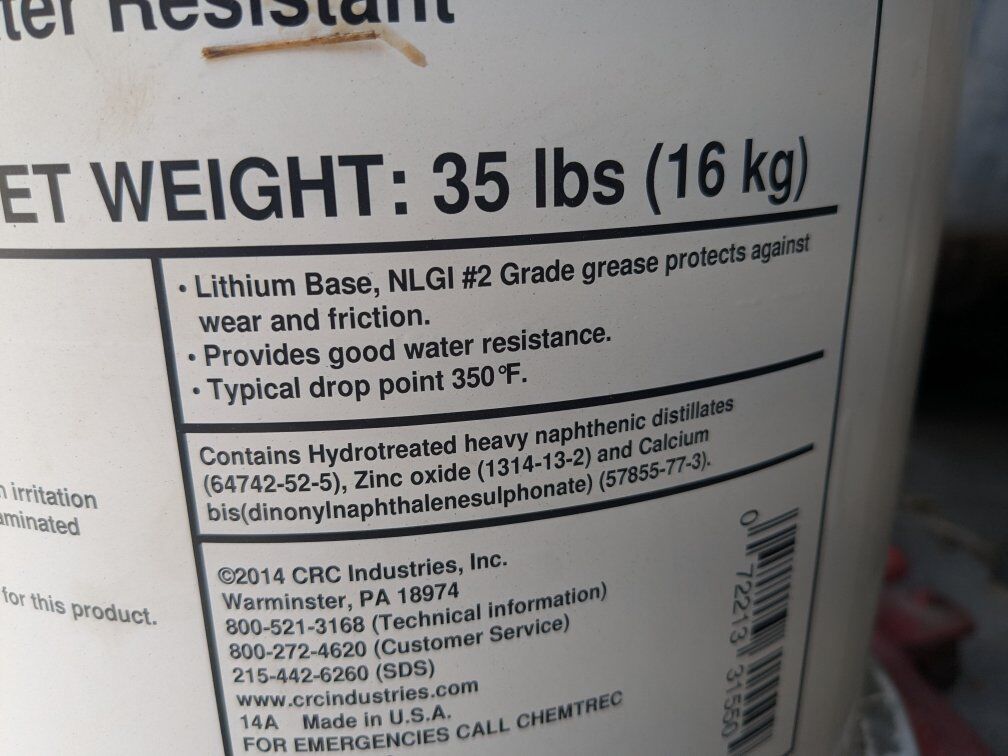 ter Resistant
ET WEIGHT: 35 lbs (16 kg)
• Lithium Base, NLGI #2 Grade grease protects against
wear and friction.
• Provides good water resistance.
• Typical drop point 350°F.
Contains Hydrotreated heavy naphthenic distillates
(64742-52-5), Zinc oxide (1314-13-2) and Calcium
bis(dinonylnaphthalenesulphonate) (57855-77-3).
irritation
aminated
for this product.
©2014 CRC Industries, Inc.
Warminster, PA 18974
800-521-3168 (Technical information)
800-272-4620 (Customer Service)
215-442-6260 (SDS)
www.crcindustries.com
14A Made in U.S.A.
FOR EMERGENCIES CALL CHEMTREC
0 72213 31550